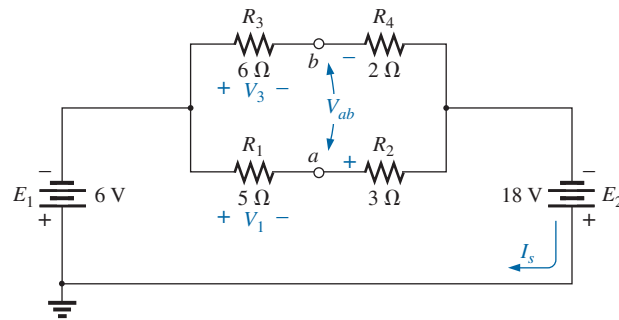 R3 R4
b −
6 Ω 2 Ω
+ V3 −
Vab
R1 a + R2
− −
E1 6 V 5 Ω 3 Ω 18 V E2
+ + V1 − +
Is